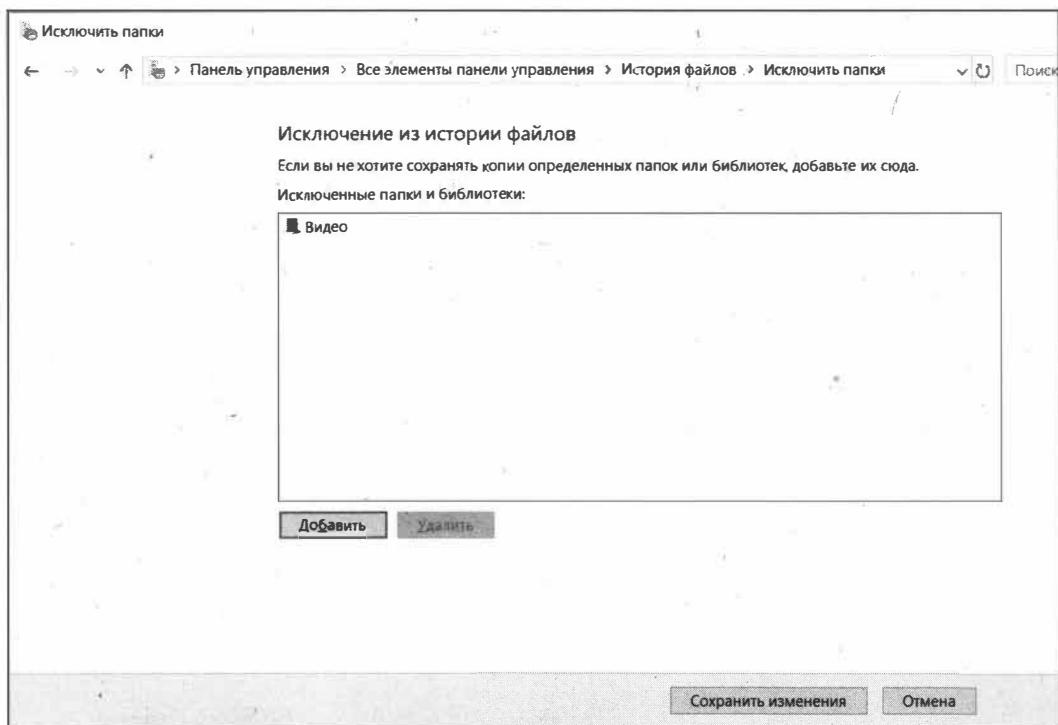 Исключить папки
Панель управления > Все элементы панели управления > История файлов > Исключить папки
Поиск
Исключение из истории файлов
Если вы не хотите сохранять копии определенных папок или библиотек, добавьте их сюда.
Исключенные папки и библиотеки:
Видео
Добавить Удалить
Сохранить изменения Отмена